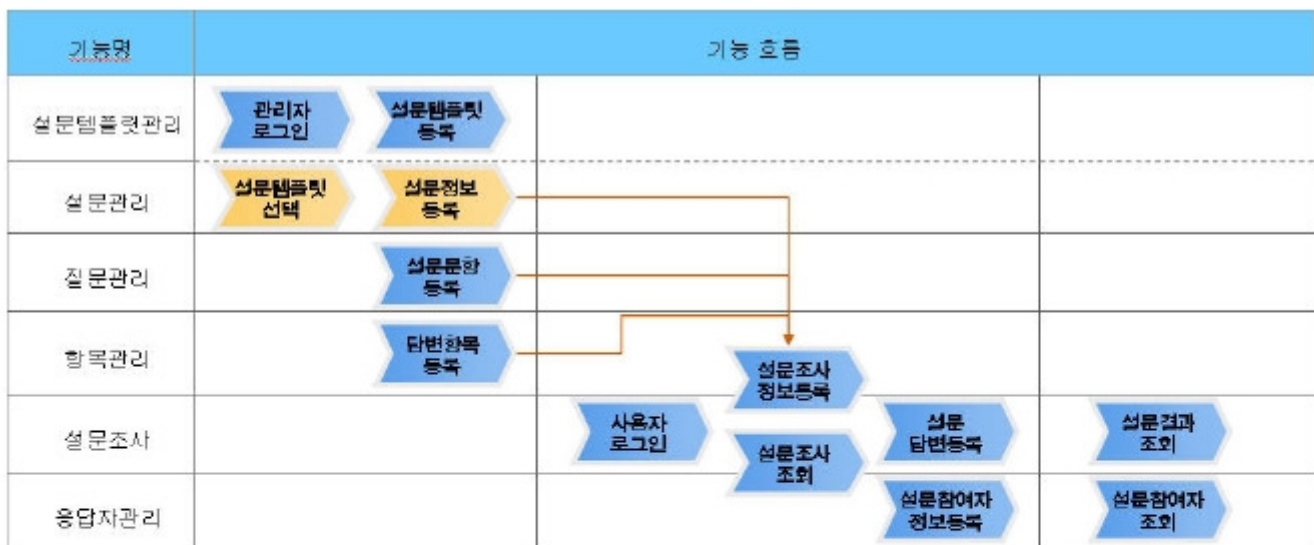 기능명
기능 흐름
설문템플릿관리
관리자
로그인
설문템플릿
등록
설문관리
설문템플릿
선택
설문정보
등록
질문관리
설문문항
등록
항목관리
답변항목
등록
설문조사
정보등록
설문조사
사용자
로그인
설문조사
조회
설문
답변등록
설문결과
조회
응답자관리
설문참여자
정보등록
설문참여자
조회